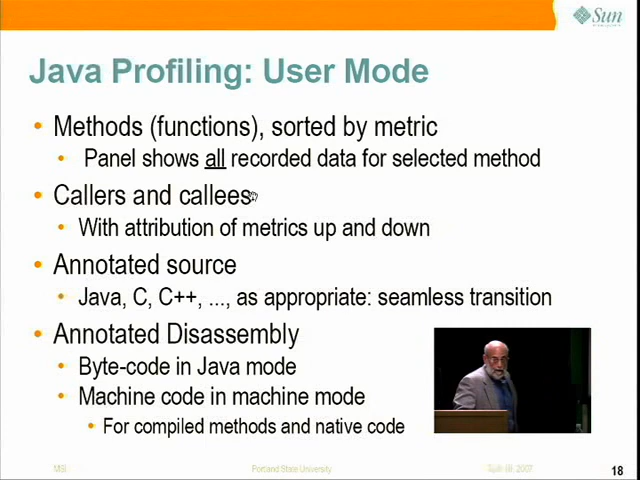 Sun
Java Profiling: User Mode
• Methods (functions), sorted by metric
• Panel shows all recorded data for selected method
• Callers and callees
• With attribution of metrics up and down
• Annotated source
• Java, C, C++, ..., as appropriate: seamless transition
• Annotated Disassembly
• Byte-code in Java mode
• Machine code in machine mode
• For compiled methods and native code
Portland State University
2007
18